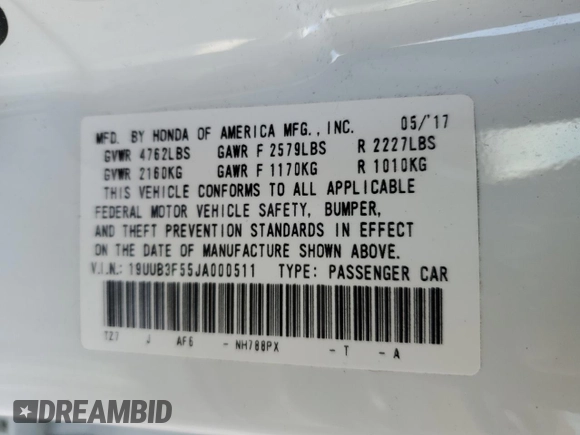 MFD. BY HONDA OF AMERICA MFG., INC. 05/'17
GVWR 4762LBS GAWR F 2579LBS R 2227LBS
GVWR 2160KG GAWR F 1170KG R 1010KG
THIS VEHICLE CONFORMS TO ALL APPLICABLE
FEDERAL MOTOR VEHICLE SAFETY, BUMPER,
AND THEFT PREVENTION STANDARDS IN EFFECT
ON THE DATE OF MANUFACTURE SHOWN ABOVE.
V.I.N.: 19UUB3F55JA000511 TYPE: PASSENGER CAR
TZ7 J AF6 - NH788PX - T - A
DREAMBID